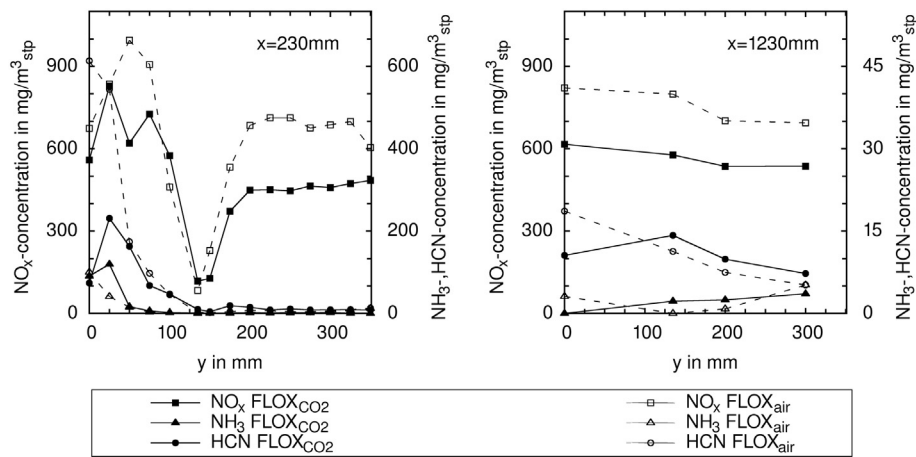 x=230mm
x=1230mm
NOx-concentration in mg/m³stp
900
600
300
0
600
400
200
0
NH3-,HCN-concentration in mg/m³stp
0 100 200 300
y in mm
NOx-concentration in mg/m³stp
900
600
300
0
45
30
15
0
NH3-,HCN-concentration in mg/m³stp
0 100 200 300
y in mm
NOx FLOXCO2
NH3 FLOXCO2
HCN FLOXCO2
NOx FLOXair
NH3 FLOXair
HCN FLOXair